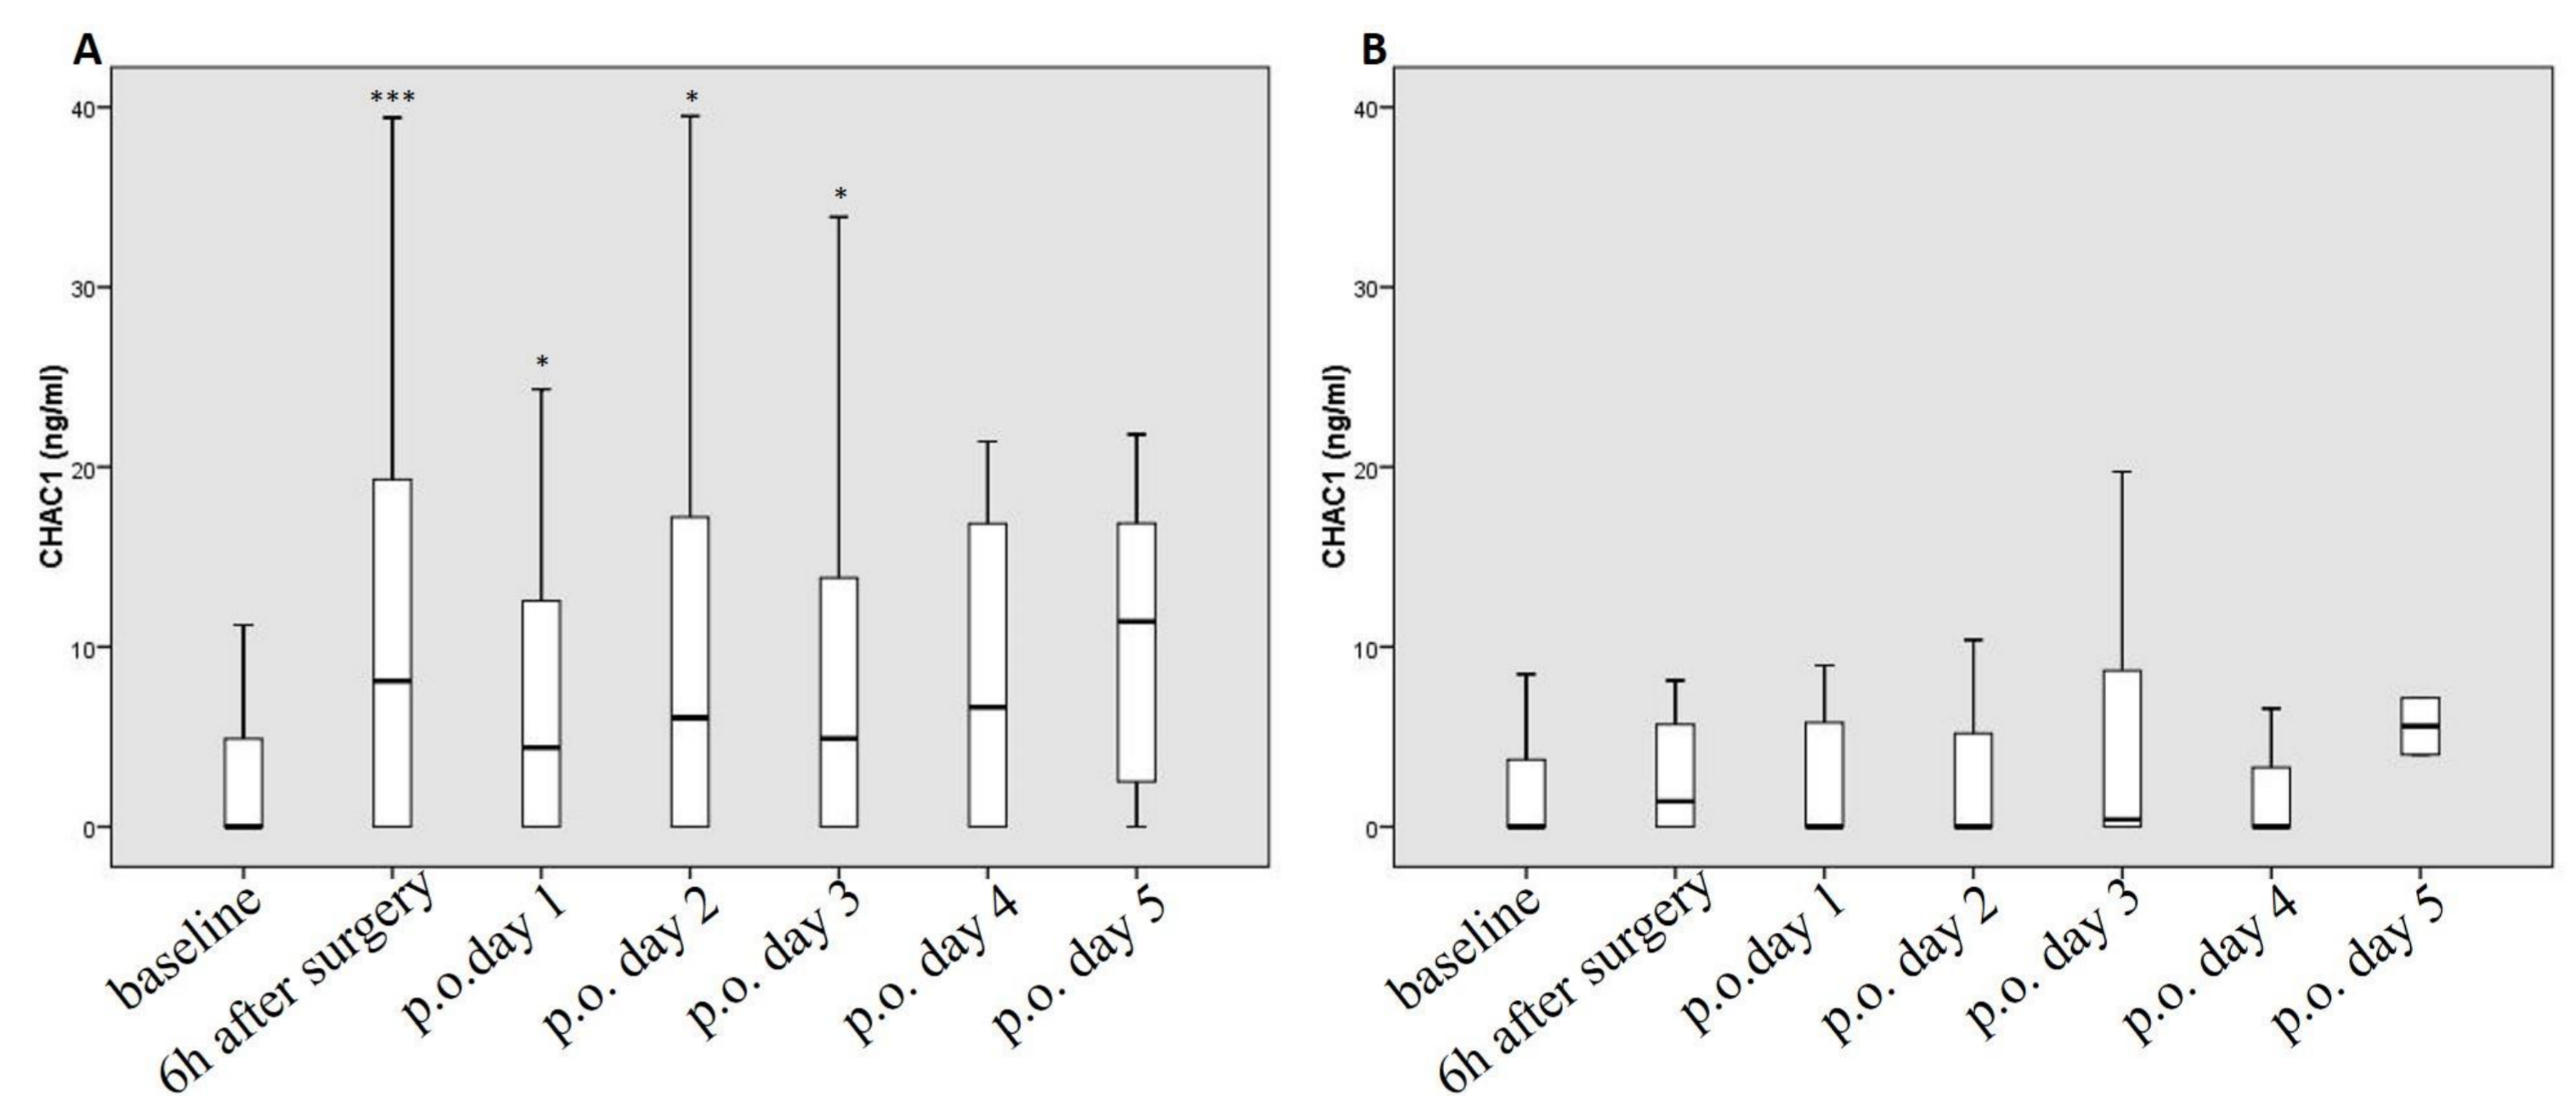 A
***
*
*
*
40
30
20
10
0
CHAC1 (ng/ml)
baseline
6h after surgery
p.o.day 1
p.o. day 2
p.o. day 3
p.o. day 4
p.o. day 5
B
40
30
20
10
0
CHAC1 (ng/ml)
baseline
6h after surgery
p.o.day 1
p.o. day 2
p.o. day 3
p.o. day 4
p.o. day 5